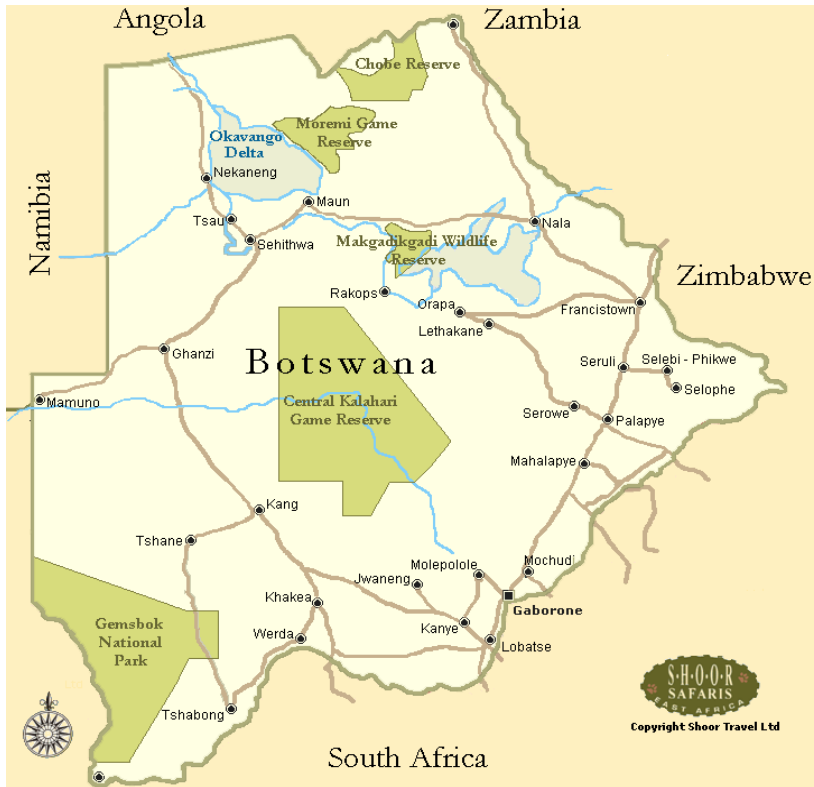 Angola
Zambia
Chobe Reserve
Moremi Game
Reserve
Okavango
Delta
Nekaneng
Namibia
Maun
Tsau
Nala
Sehithwa
Makgadikgadi Wildlife
Reserve
Zimbabwe
Rakops
Orapa
Francistown
Lethakane
Ghanzi
Botswana
Seruli
Selebi - Phikwe
Selophe
Mamuno
Central Kalahari
Game Reserve
Serowe
Palapye
Mahalapye
Kang
Tshane
Molepolole
Mochudi
Jwaneng
Khakea
Gaborone
Gemsbok
National
Park
Werda
Kanye
Lobatse
Tshabong
S·H·O·O·R
SAFARIS
EAST AFRICA
Copyright Shoor Travel Ltd
South Africa